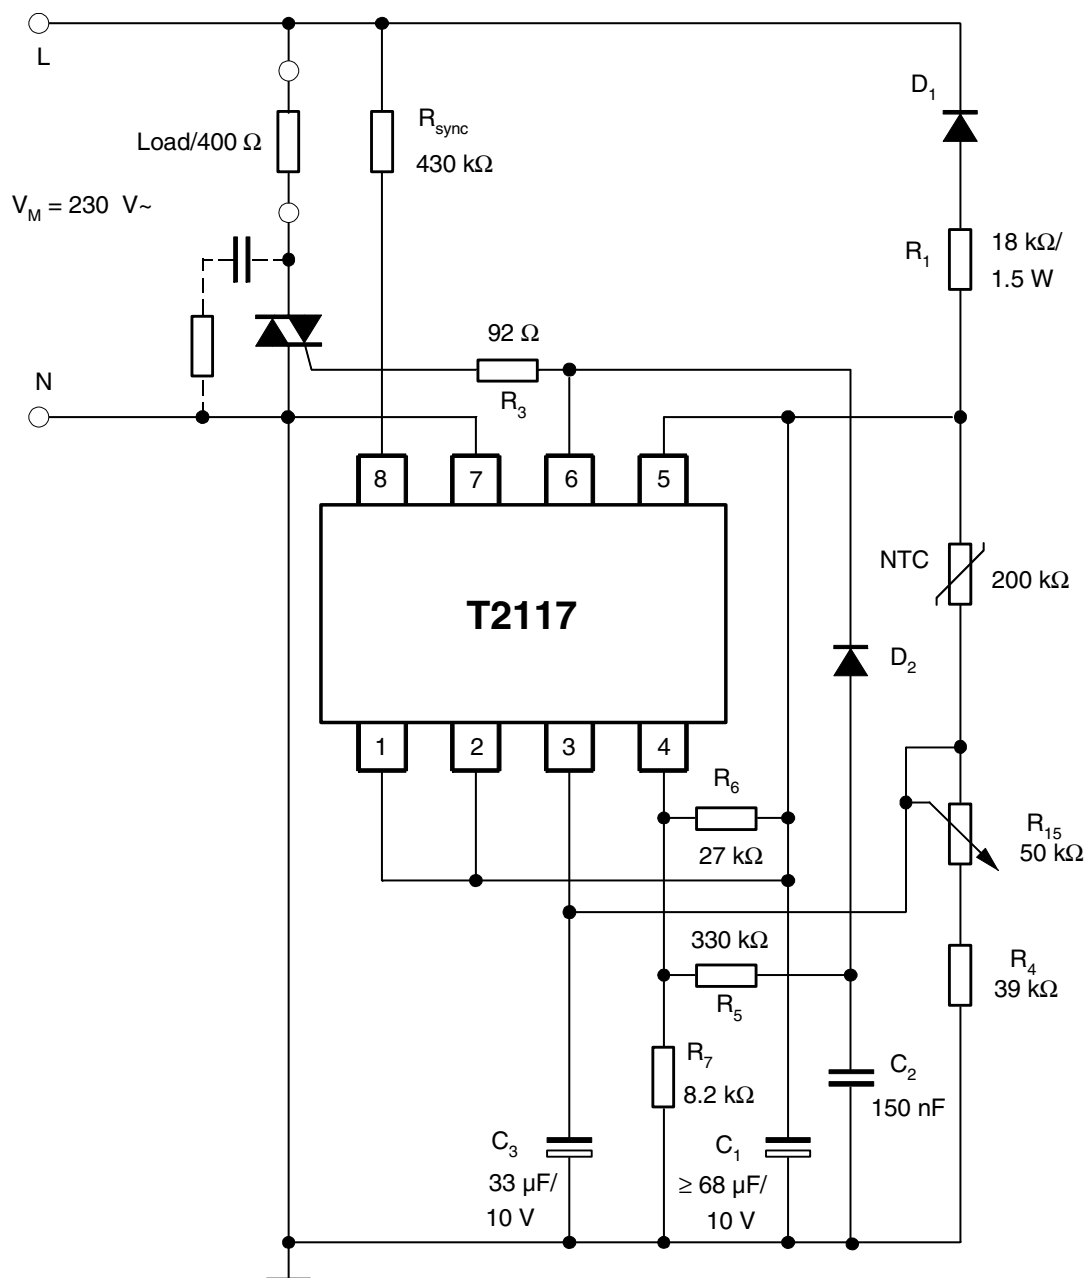 L
D1
Rsync
430 kΩ
Load/400 Ω
VM = 230 V~
R1
18 kΩ/
1.5 W
92 Ω
R3
N
8
7
6
5
NTC
200 kΩ
T2117
D2
1
2
3
4
R6
27 kΩ
R15
50 kΩ
330 kΩ
R5
R4
39 kΩ
R7
8.2 kΩ
C2
150 nF
C3
33 µF/
10 V
C1
≥ 68 µF/
10 V